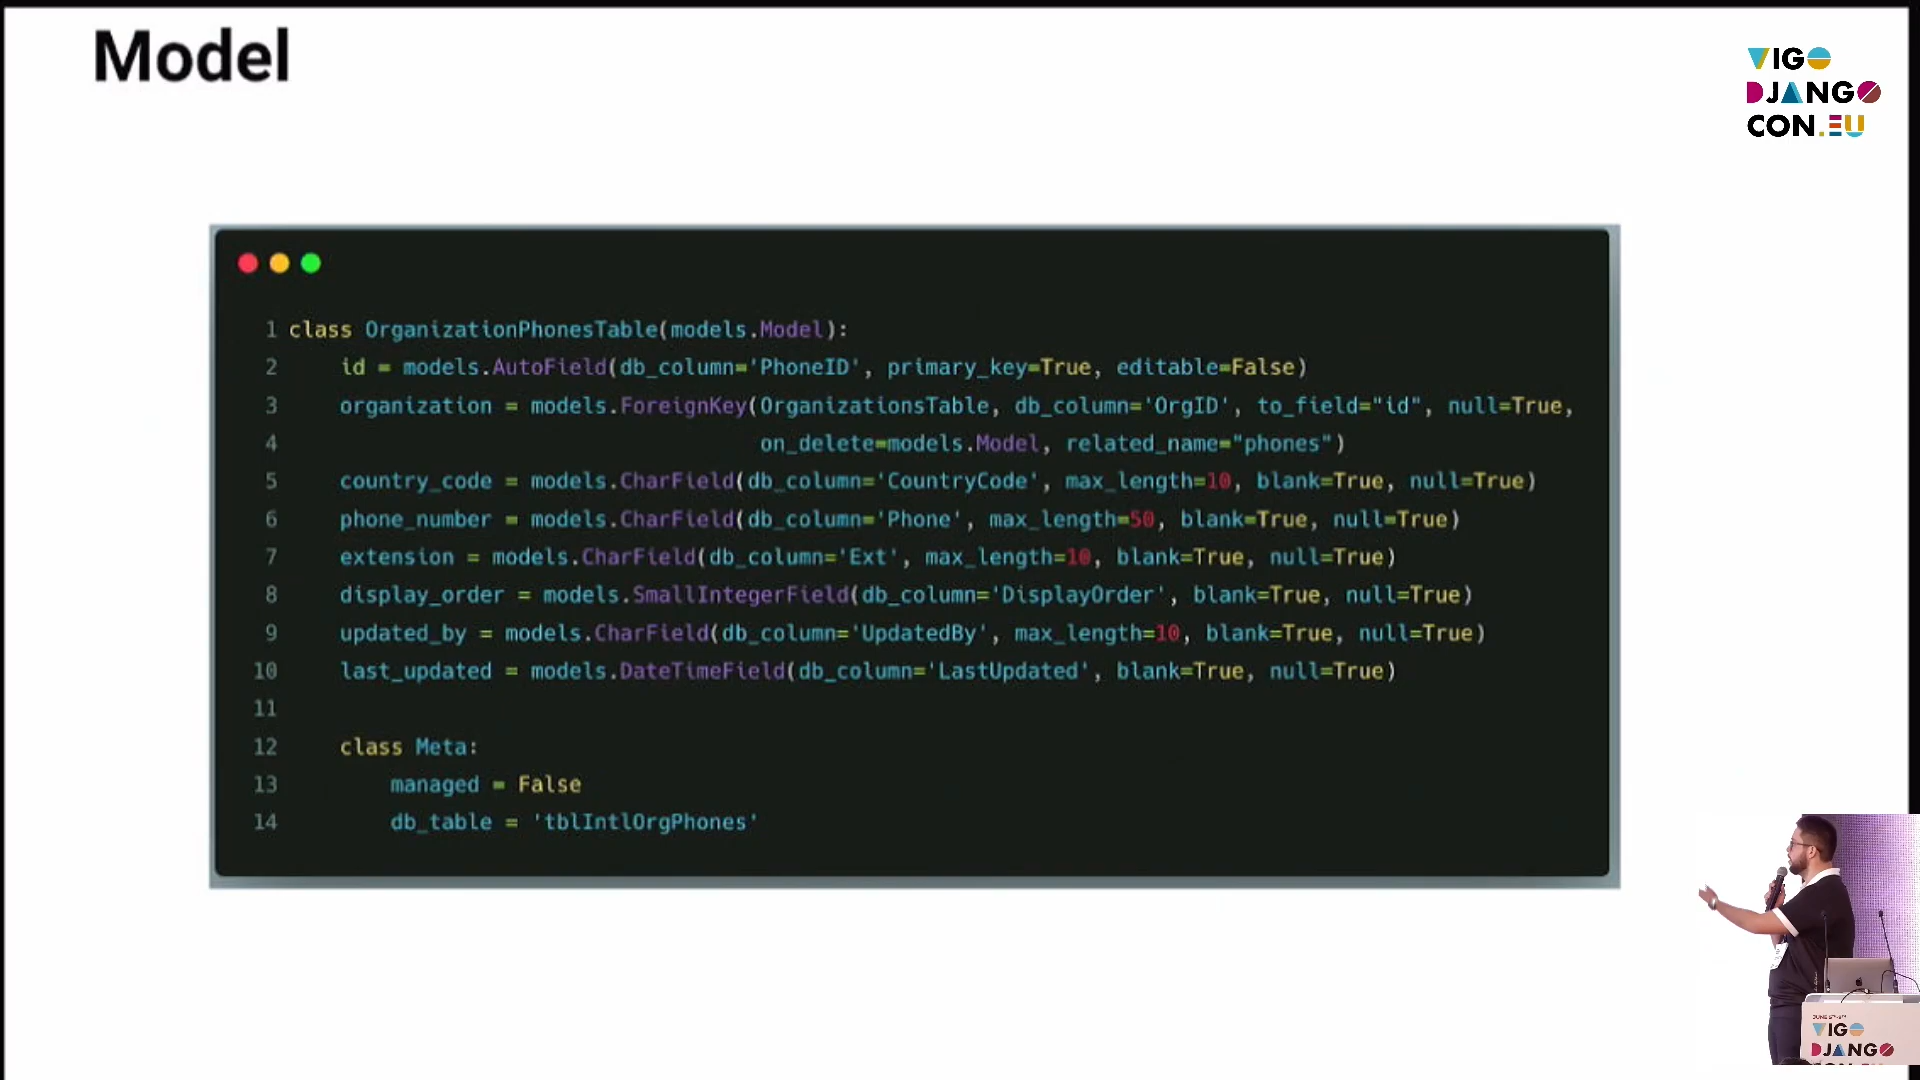 Model
VIGO
DJANGO
CON.EU
1 class OrganizationPhonesTable(models.Model):
2 id = models.AutoField(db_column='PhoneID', primary_key=True, editable=False)
3 organization = models.ForeignKey(OrganizationsTable, db_column='OrgID', to_field="id", null=True,
4 on_delete=models.Model, related_name="phones")
5 country_code = models.CharField(db_column='CountryCode', max_length=10, blank=True, null=True)
6 phone_number = models.CharField(db_column='Phone', max_length=50, blank=True, null=True)
7 extension = models.CharField(db_column='Ext', max_length=10, blank=True, null=True)
8 display_order = models.SmallIntegerField(db_column='DisplayOrder', blank=True, null=True)
9 updated_by = models.CharField(db_column='UpdatedBy', max_length=10, blank=True, null=True)
10 last_updated = models.DateTimeField(db_column='LastUpdated', blank=True, null=True)
11
12 class Meta:
13 managed = False
14 db_table = 'tblIntlOrgPhones'
VIGO
DJANGO
CON.EU